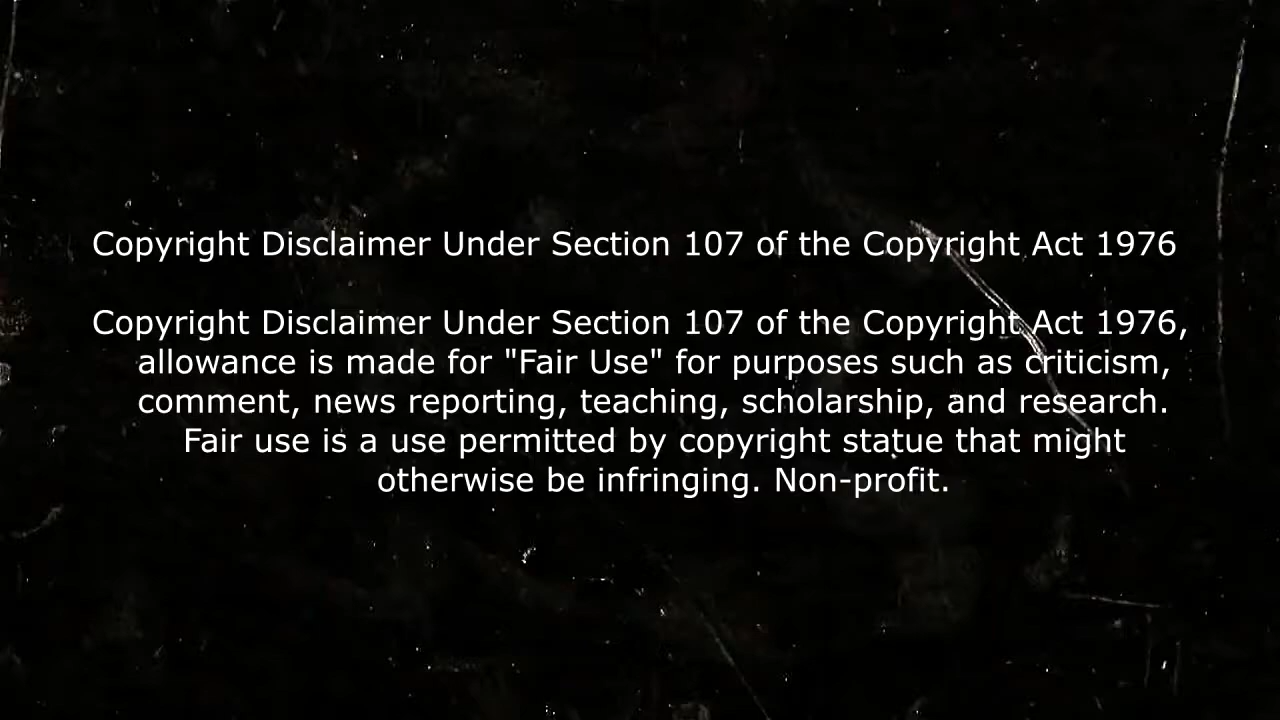 Copyright Disclaimer Under Section 107 of the Copyright Act 1976
Copyright Disclaimer Under Section 107 of the Copyright Act 1976,
allowance is made for "Fair Use" for purposes such as criticism,
comment, news reporting, teaching, scholarship, and research.
Fair use is a use permitted by copyright statue that might
otherwise be infringing. Non-profit.